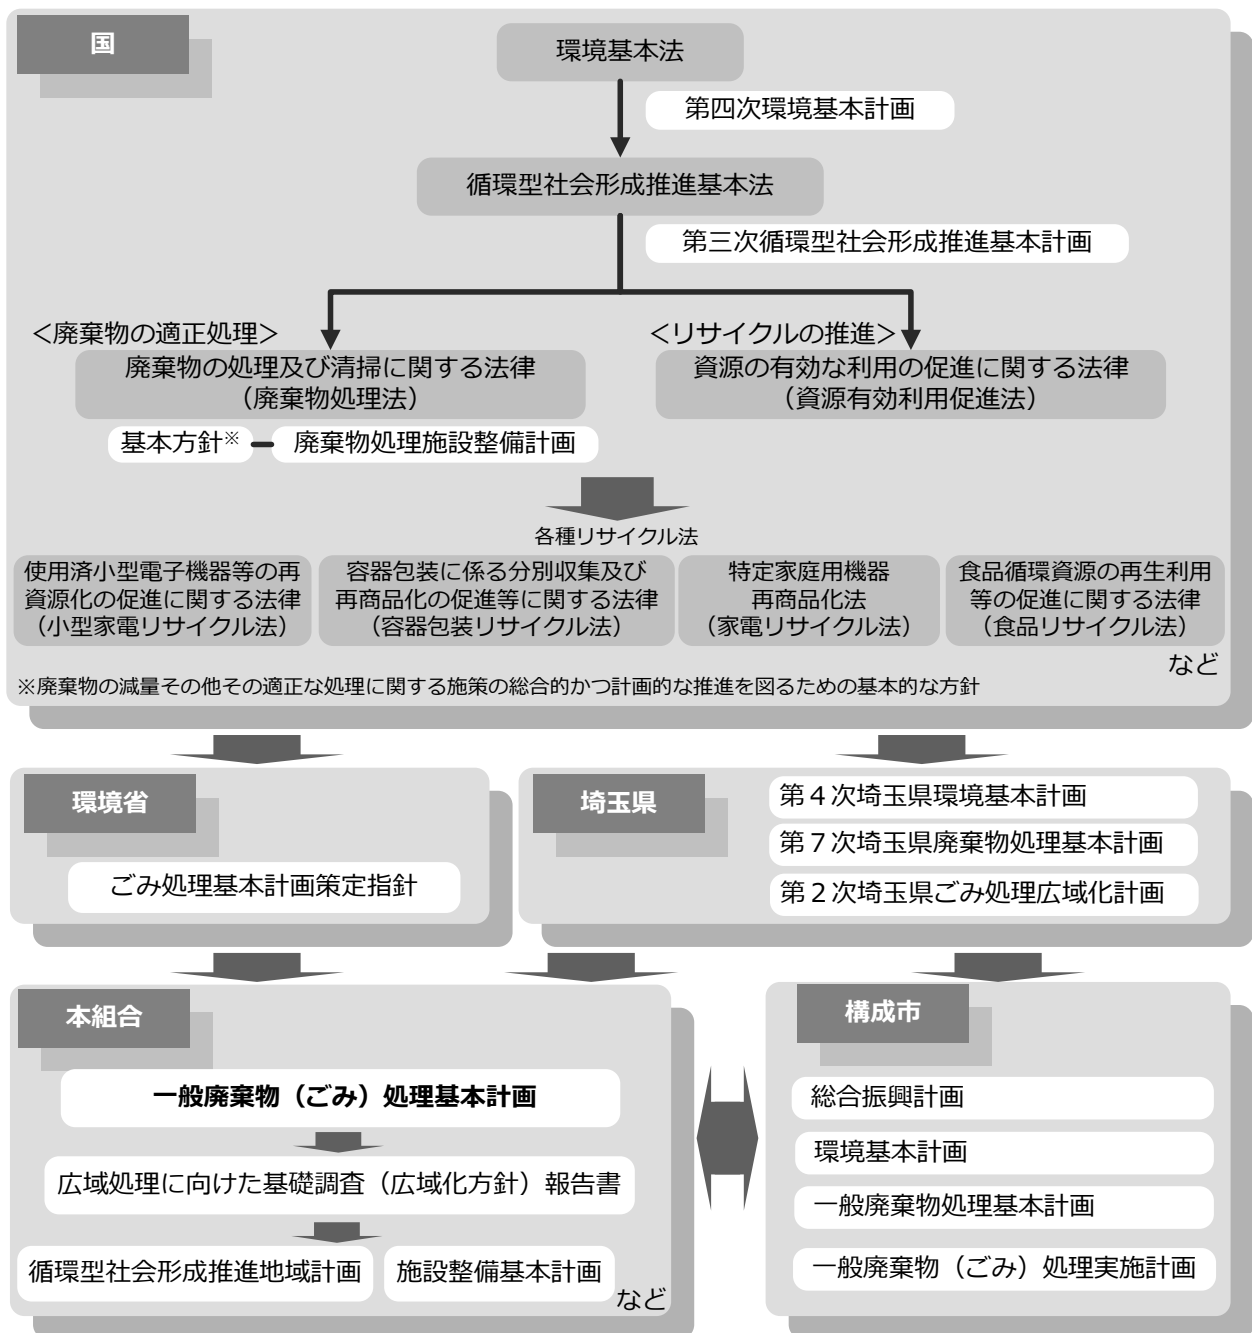 国
環境基本法
第四次環境基本計画
循環型社会形成推進基本法
第三次循環型社会形成推進基本計画
＜廃棄物の適正処理＞
廃棄物の処理及び清掃に関する法律
（廃棄物処理法）
基本方針※
廃棄物処理施設整備計画
＜リサイクルの推進＞
資源の有効な利用の促進に関する法律
（資源有効利用促進法）
各種リサイクル法
使用済小型電子機器等の再
資源化の促進に関する法律
（小型家電リサイクル法）
容器包装に係る分別収集及び
再商品化の促進等に関する法律
（容器包装リサイクル法）
特定家庭用機器
再商品化法
（家電リサイクル法）
食品循環資源の再生利用
等の促進に関する法律
（食品リサイクル法）
など
※廃棄物の減量その他その適正な処理に関する施策の総合的かつ計画的な推進を図るための基本的な方針
環境省
ごみ処理基本計画策定指針
埼玉県
第４次埼玉県環境基本計画
第７次埼玉県廃棄物処理基本計画
第２次埼玉県ごみ処理広域化計画
本組合
一般廃棄物（ごみ）処理基本計画
広域処理に向けた基礎調査（広域化方針）報告書
循環型社会形成推進地域計画
施設整備基本計画
など
構成市
総合振興計画
環境基本計画
一般廃棄物処理基本計画
一般廃棄物（ごみ）処理実施計画